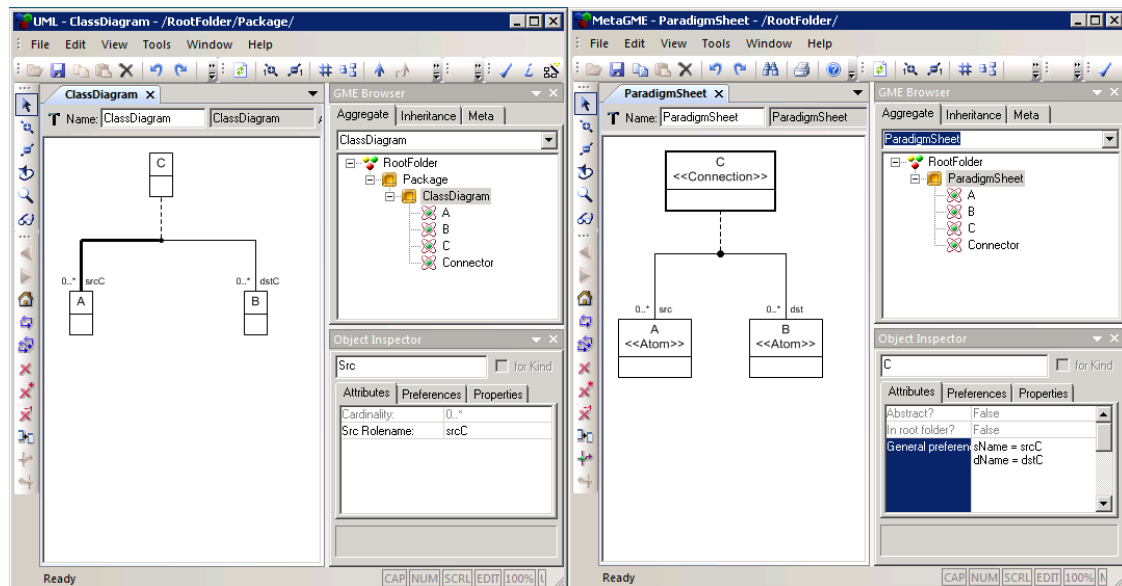 UML - ClassDiagram - /RootFolder/Package/
File Edit View Tools Window Help
ClassDiagram X
Name: ClassDiagram ClassDiagram
C
0..* srcC
0..* dstC
A
B
GME Browser
Aggregate Inheritance Meta
ClassDiagram
RootFolder
Package
ClassDiagram
A
B
C
Connector
Object Inspector
Src
for Kind
Attributes Preferences Properties
Cardinality: 0..*
Src Rolename: srcC
Ready
CAP NUM SCRL EDIT 100%
MetaGME - ParadigmSheet - /RootFolder/
File Edit View Tools Window Help
ParadigmSheet X
Name: ParadigmSheet ParadigmSheet
C
<<Connection>>
0..* src
0..* dst
A
<<Atom>>
B
<<Atom>>
GME Browser
Aggregate Inheritance Meta
ParadigmSheet
RootFolder
ParadigmSheet
A
B
C
Connector
Object Inspector
C
for Kind
Attributes Preferences Properties
Abstract? False
In root folder? False
General preferen sName = srcC
dName = dstC
Ready
CAP NUM SCRL EDIT 100%